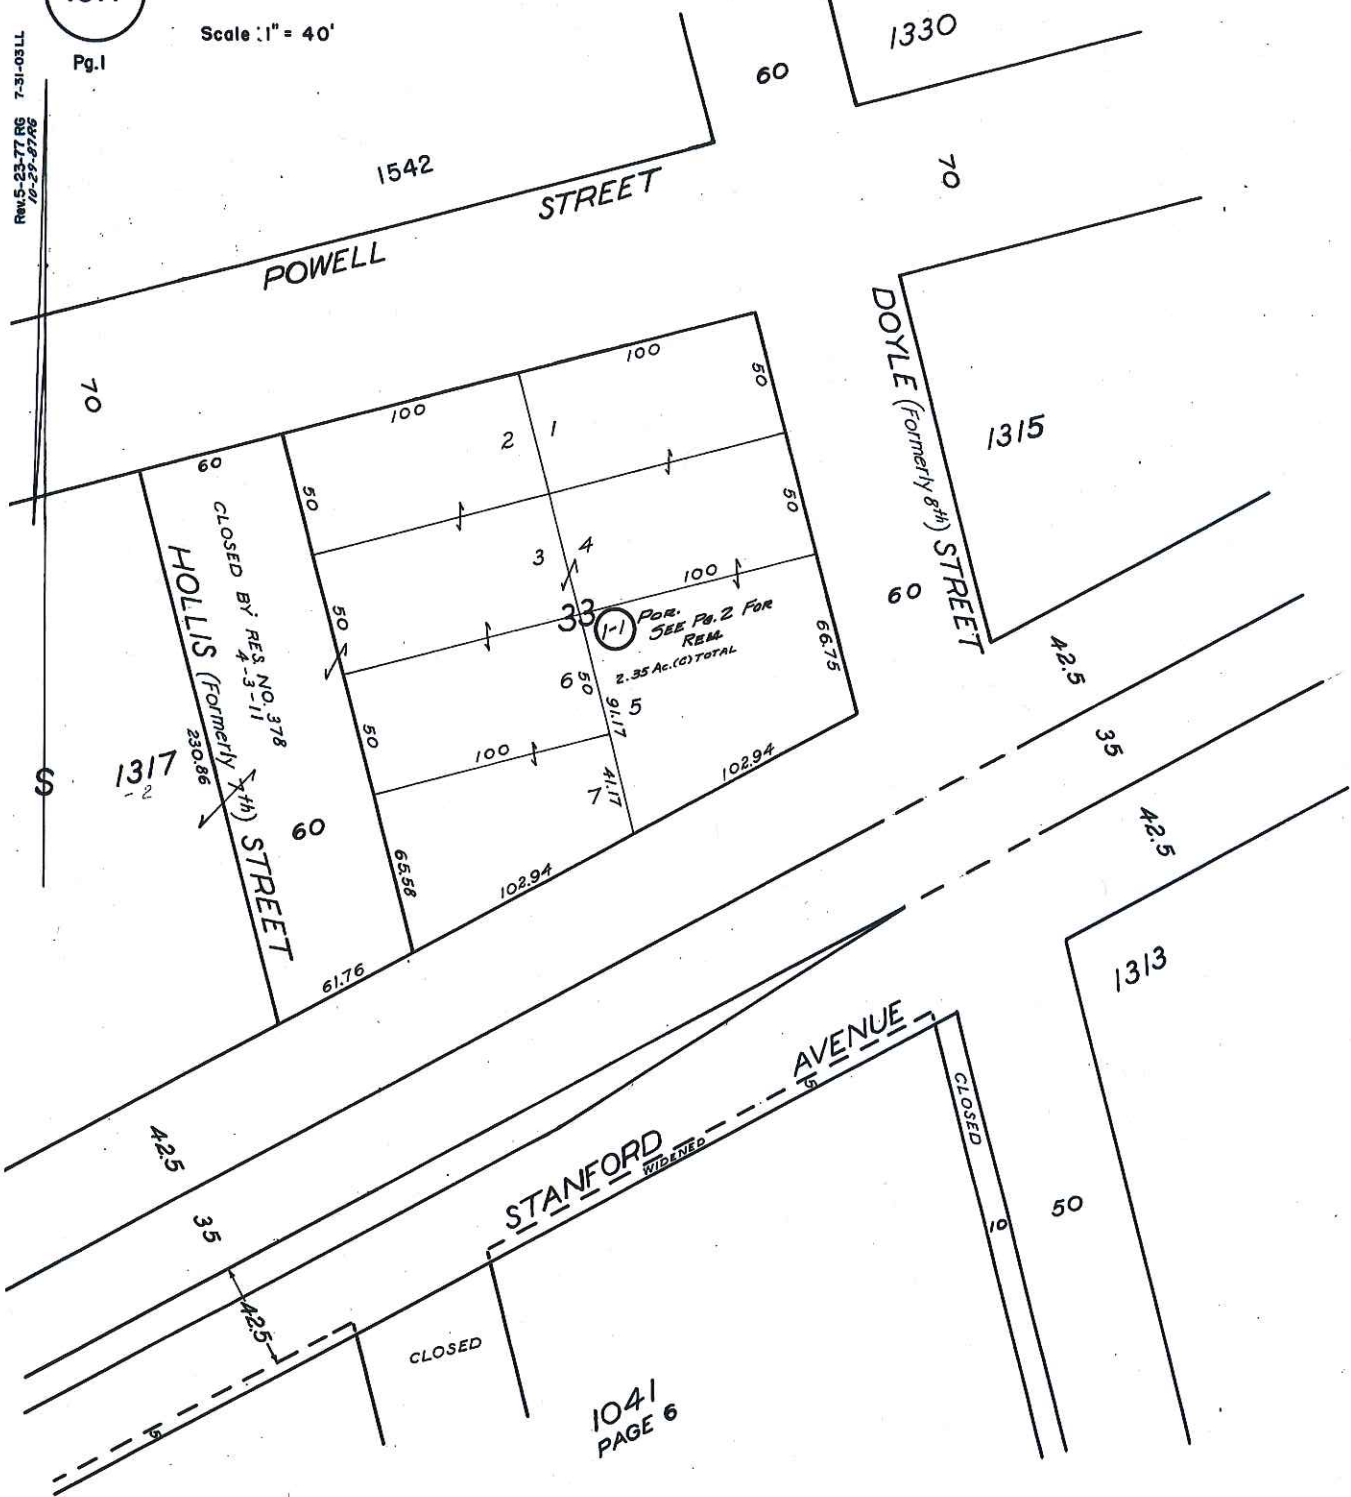 Scale : 1" = 40'
Pg.1
Rev. 5-23-77 RG 7-31-03 LL
10-29-87 RG
1330
60
1542
POWELL STREET
70
70
DOYLE (Formerly 8th) STREET
1315
60
100
100
60
50
50
50
50
50
50
2
1
3
4
100
33
1-1
POR.
SEE PG. 2 FOR
REM.
2.35 AC.(C) TOTAL
66.75
6
50
91.17
5
100
41.17
7
102.94
102.94
65.58
61.76
HOLLIS (Formerly 7th) STREET
CLOSED BY RES. NO. 378
4-3-11
230.86
60
S
1317
-2
42.5
35
42.5
1313
42.5
35
42.5
STANFORD AVENUE
WIDENED
15
15
CLOSED
10
50
CLOSED
1041
PAGE 6